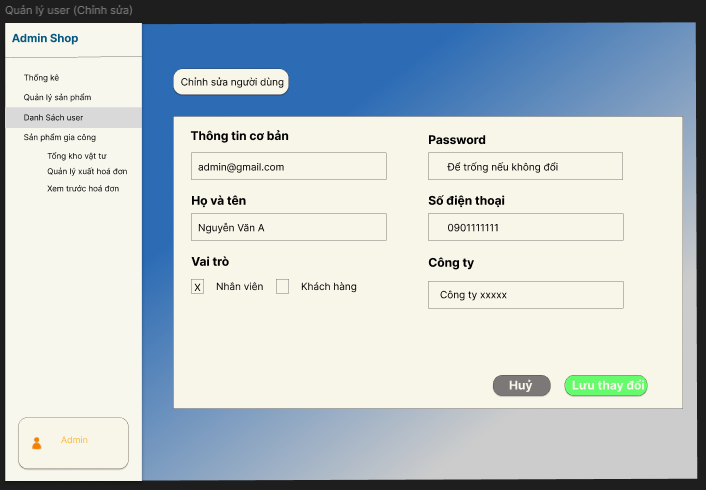 Quản lý user (Chỉnh sửa)
Admin Shop
Thống kê
Quản lý sản phẩm
Danh Sách user
Sản phẩm gia công
Tổng kho vật tư
Quản lý xuất hoá đơn
Xem trước hoá đơn
Admin
Chỉnh sửa người dùng
Thông tin cơ bản
admin@gmail.com
Password
Để trống nếu không đổi
Họ và tên
Nguyễn Văn A
Số điện thoại
0901111111
Vai trò
X Nhân viên Khách hàng
Công ty
Công ty xxxxx
Huỷ
Lưu thay đổi